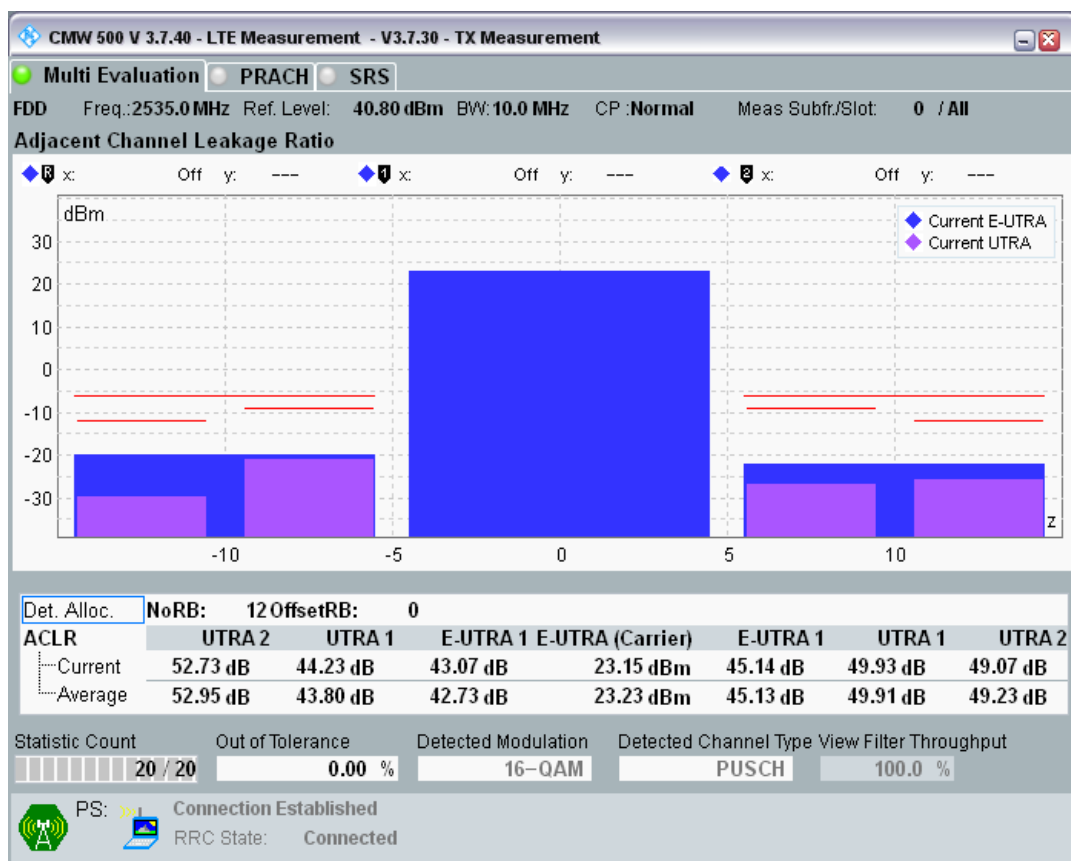 CMW 500 V 3.7.40 - LTE Measurement - V3.7.30 - TX Measurement
Multi Evaluation PRACH SRS
FDD Freq.:2535.0 MHz Ref. Level: 40.80 dBm BW: 10.0 MHz CP :Normal Meas Subfr./Slot: 0 / All
Adjacent Channel Leakage Ratio
R x: Off y: --- 1 x: Off y: --- 2 x: Off y: ---
dBm
Current E-UTRA
Current UTRA
30
20
10
0
-10
-20
-30
z
-10 -5 0 5 10
Det. Alloc. NoRB: 12 OffsetRB: 0
ACLR UTRA 2 UTRA 1 E-UTRA 1 E-UTRA (Carrier) E-UTRA 1 UTRA 1 UTRA 2
Current 52.73 dB 44.23 dB 43.07 dB 23.15 dBm 45.14 dB 49.93 dB 49.07 dB
Average 52.95 dB 43.80 dB 42.73 dB 23.23 dBm 45.13 dB 49.91 dB 49.23 dB
Statistic Count Out of Tolerance Detected Modulation Detected Channel Type View Filter Throughput
20 / 20 0.00 % 16-QAM PUSCH 100.0 %
PS: Connection Established
RRC State: Connected